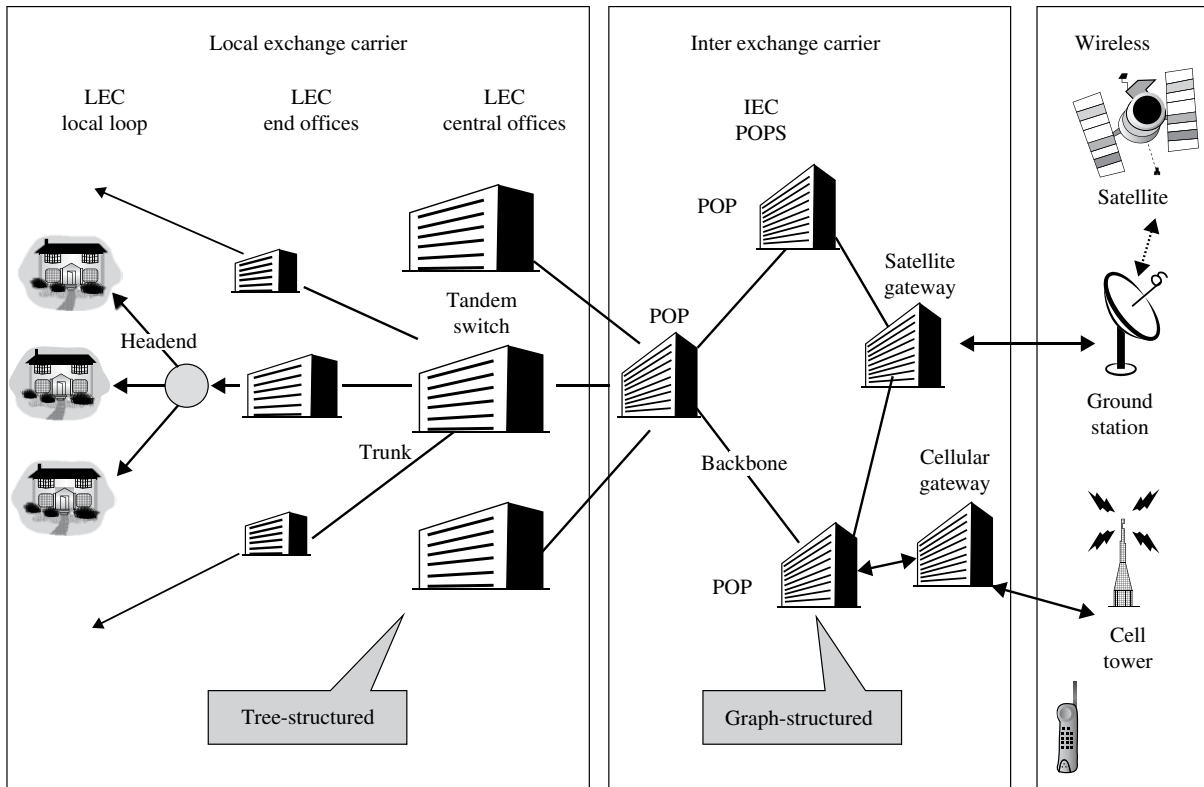 Local exchange carrier
Inter exchange carrier
Wireless
LEC
local loop
LEC
end offices
LEC
central offices
IEC
POPS
POP
Satellite
Satellite
gateway
Tandem
switch
POP
Headend
Ground
station
Trunk
Backbone
Cellular
gateway
POP
Cell
tower
Tree-structured
Graph-structured